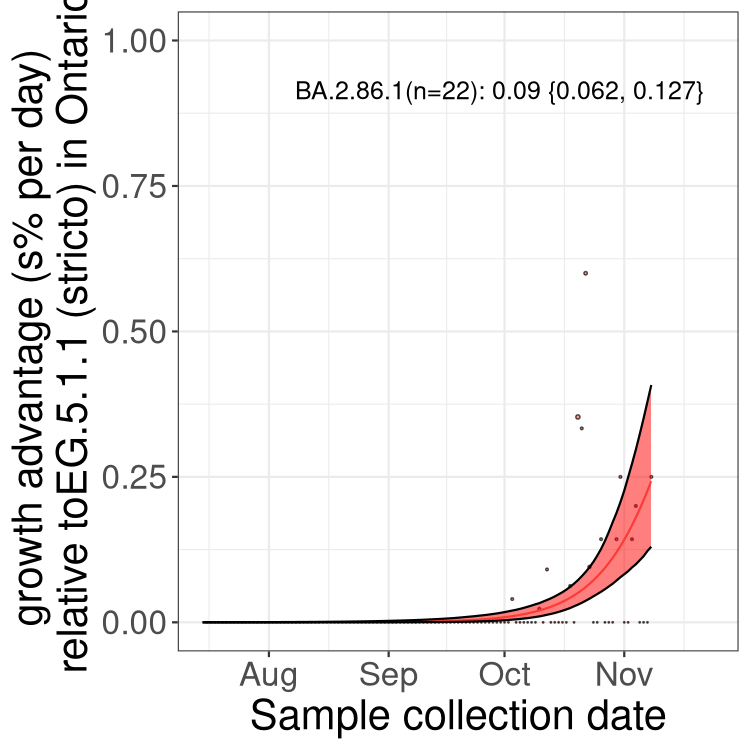 growth advantage (s% per day)
relative toEG.5.1.1 (stricto) in Ontario
1.00
0.75
0.50
0.25
0.00
BA.2.86.1(n=22): 0.09 {0.062, 0.127}
Aug Sep Oct Nov
Sample collection date